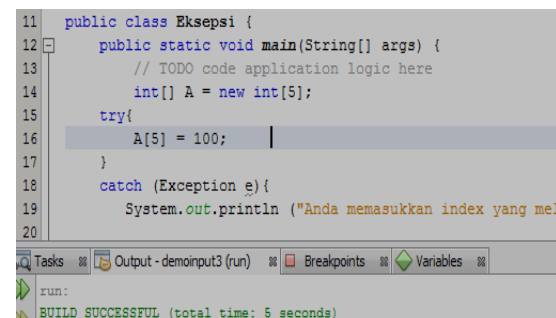 11 public class Eksepsi {
12 public static void main(String[] args) {
13 // TODO code application logic here
14 int[] A = new int[5];
15 try{
16 A[5] = 100;
17 }
18 catch (Exception e){
19 System.out.println ("Anda memasukkan index yang
20
Tasks Output - demoinput3 (run) Breakpoints Variables
run:
BUILD SUCCESSFUL (total time: 5 seconds)